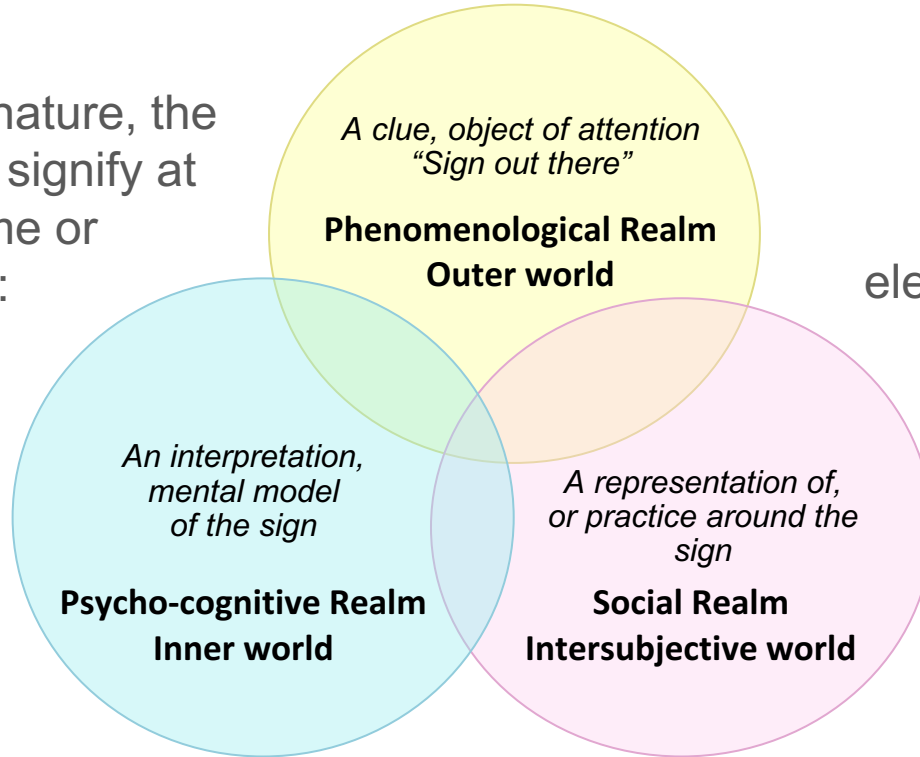 nature, the
signify at
ne or
:
A clue, object of attention
“Sign out there”
Phenomenological Realm
Outer world
ele
An interpretation,
mental model
of the sign
Psycho-cognitive Realm
Inner world
A representation of,
or practice around the
sign
Social Realm
Intersubjective world